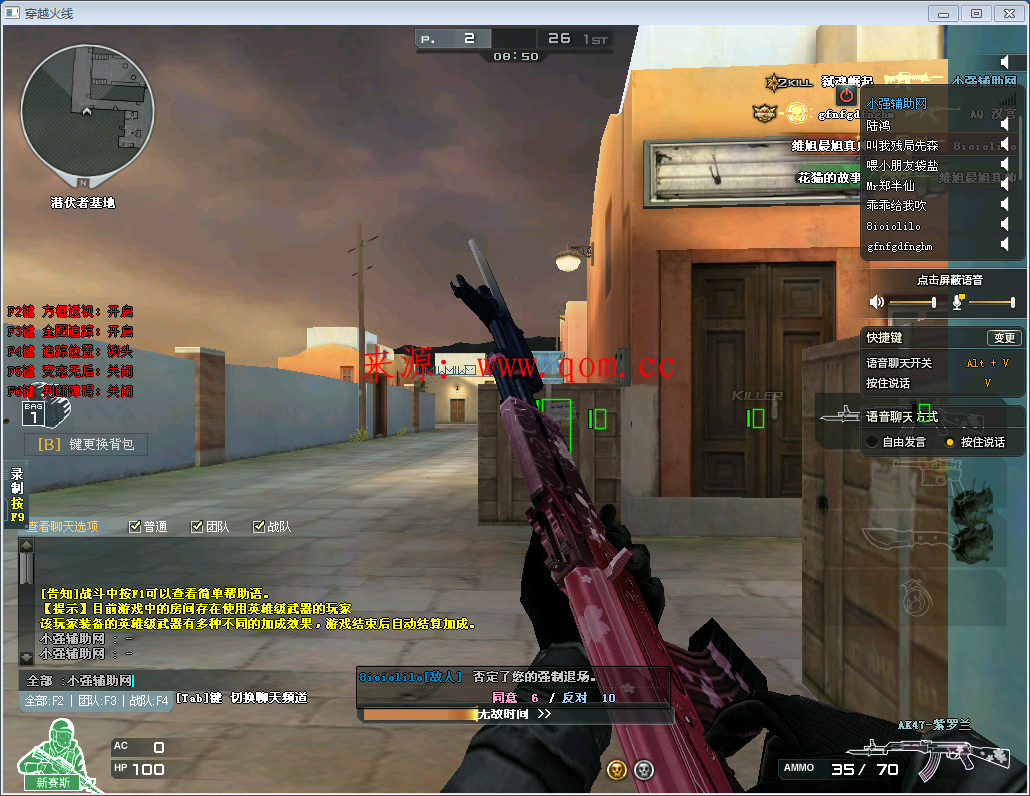 穿越火线
P. 2 26 1ST
08:50
N
潜伏者基地
2KILL 小强辅助网
gfnfgdfnghm
花猫的故事
小强辅助网
陆鸿
叫我残局先森
喂小朋友袋盐
Mr郑半仙
乖乖给我吹
8ioiolilo
gfnfgdfnghm
点击屏蔽语音
快捷键 变更
语音聊天开关 Alt + V
按住说话 V
语音聊天方式
自由发言 按住说话
F2键 方框透视: 开启
F3键 全图追踪: 开启
F4键 追踪位置: 锁头
F5键 变态无后: 关闭
F6键 判断障碍: 关闭
来源: www.qom.cc
KILLER
BAG
1
[B] 键更换背包
录制按F9
查看聊天选项 普通 团队 战队
[告知]战斗中按F1可以查看简单帮助语。
【提示】目前游戏中的房间存在使用英雄级武器的玩家
该玩家装备的英雄级武器有多种不同的加成效果，游戏结束后自动结算加成。
小强辅助网 : -
小强辅助网 : -
全部 :小强辅助网
全部:F2 | 团队:F3 | 战队:F4 [Tab]键 切换聊天频道
8ioiolilo[敌人] 否定了您的强制退场。
同意 6 / 反对 10
无敌时间 >>
新赛斯
AC 0
HP 100
AK47-紫罗兰
AMMO 35/ 70